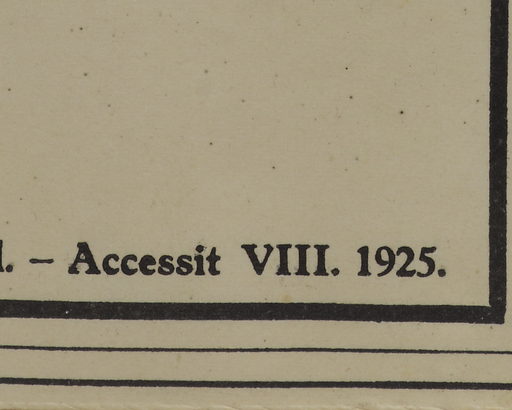 . – Accessit VIII. 1925.